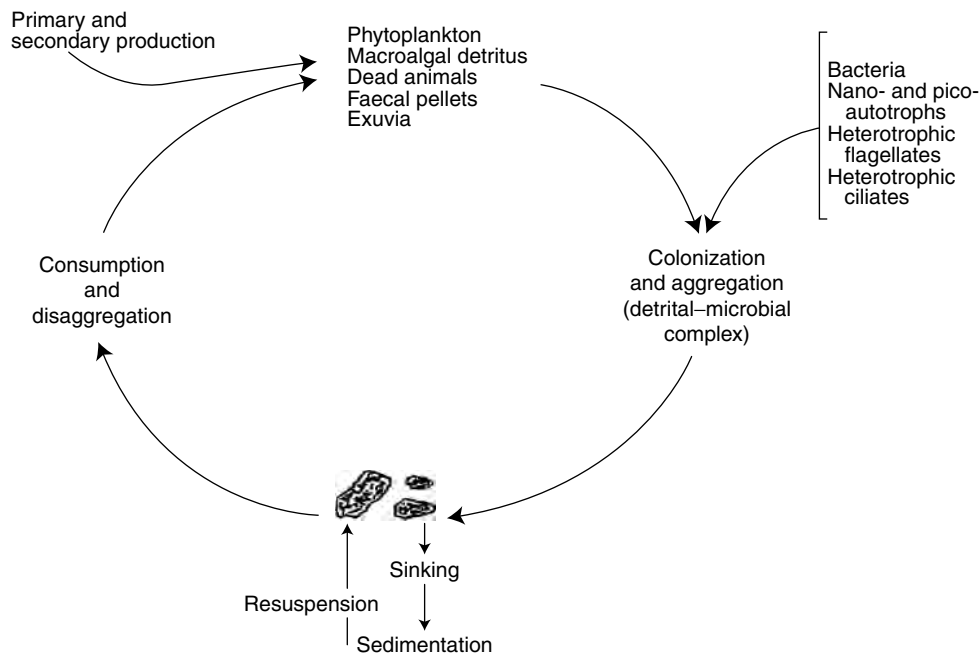 Primary and
secondary production
Phytoplankton
Macroalgal detritus
Dead animals
Faecal pellets
Exuvia
Bacteria
Nano- and pico-
autotrophs
Heterotrophic
flagellates
Heterotrophic
ciliates
Consumption
and
disaggregation
Colonization
and aggregation
(detrital–microbial
complex)
Sinking
Resuspension
Sedimentation